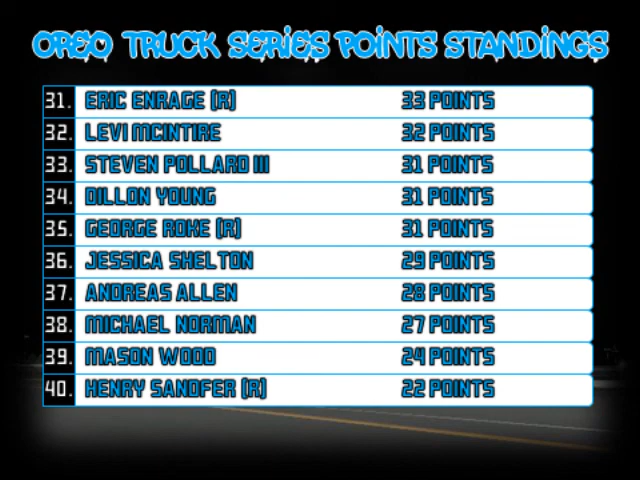 OREO TRUCK SERIES POINTS STANDINGS
31. ERIC ENRAGE (R) 33 POINTS
32. LEVI MCINTIRE 32 POINTS
33. STEVEN POLLARD III 31 POINTS
34. DILLON YOUNG 31 POINTS
35. GEORGE ROKE (R) 31 POINTS
36. JESSICA SHELTON 29 POINTS
37. ANDREAS ALLEN 28 POINTS
38. MICHAEL NORMAN 27 POINTS
39. MASON WOOD 24 POINTS
40. HENRY SANDFER (R) 22 POINTS